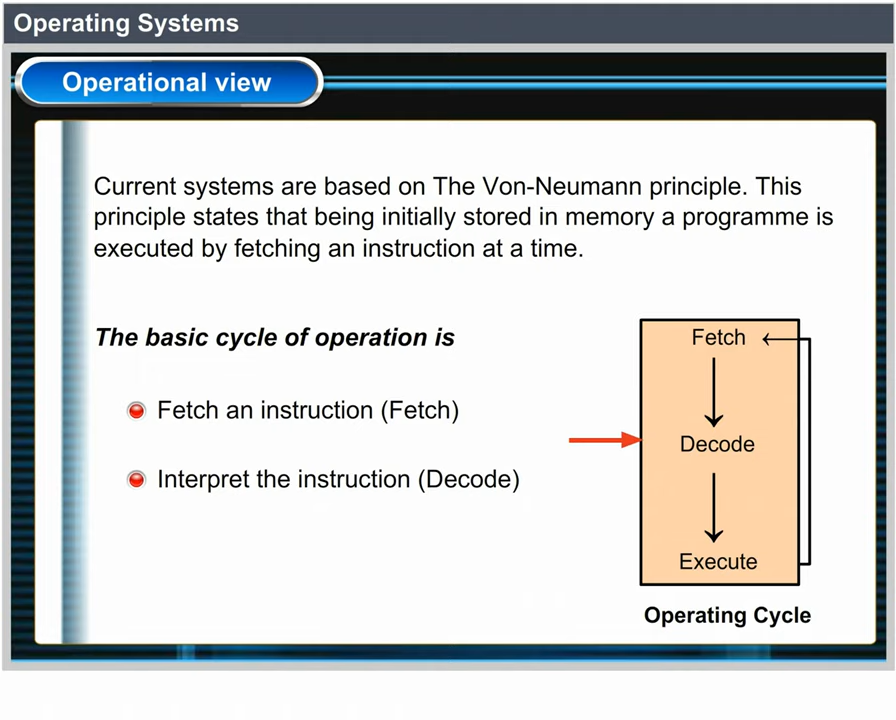 Operating Systems
Operational view
Current systems are based on The Von-Neumann principle. This
principle states that being initially stored in memory a programme is
executed by fetching an instruction at a time.
The basic cycle of operation is
Fetch an instruction (Fetch)
Interpret the instruction (Decode)
Fetch
Decode
Execute
Operating Cycle